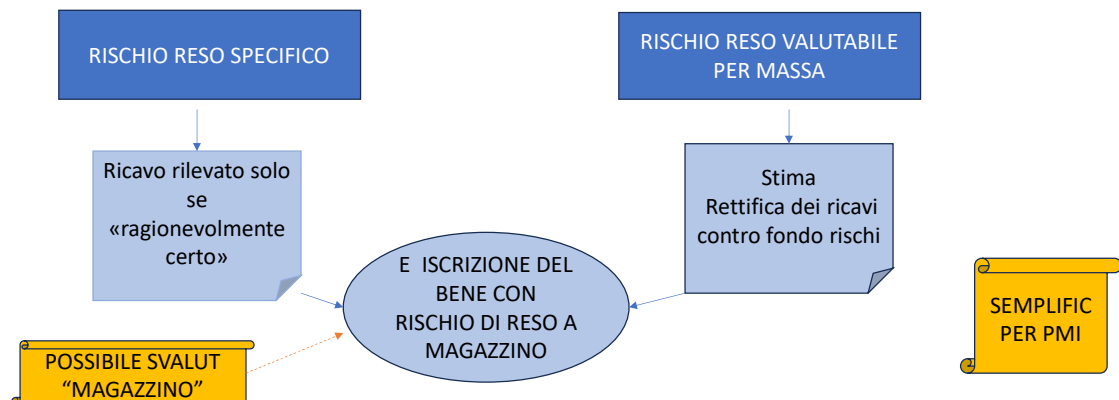 RISCHIO RESO SPECIFICO
RISCHIO RESO VALUTABILE
PER MASSA
Ricavo rilevato solo
se
«ragionevolmente
certo»
Stima
Rettifica dei ricavi
contro fondo rischi
E ISCRIZIONE DEL
BENE CON
RISCHIO DI RESO A
MAGAZZINO
SEMPLIFIC
PER PMI
POSSIBILE SVALUT
“MAGAZZINO”